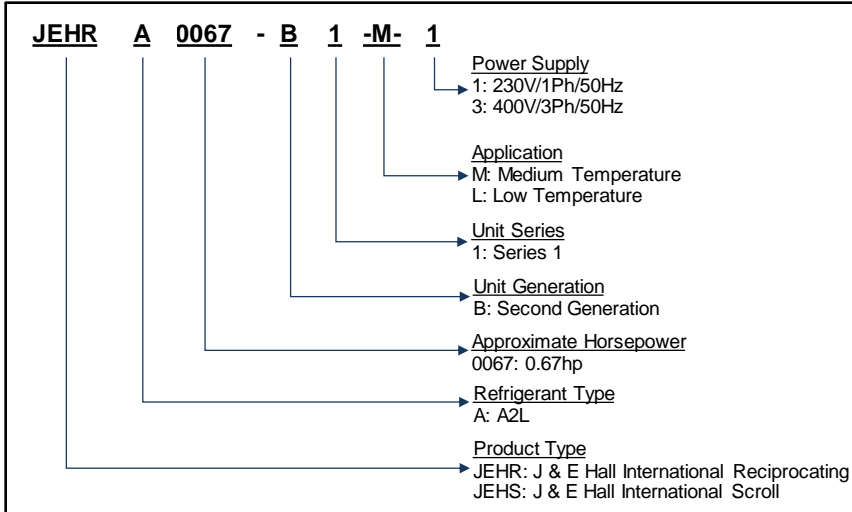 JEHR A 0067 - B 1 -M- 1
Power Supply
1: 230V/1Ph/50Hz
3: 400V/3Ph/50Hz
Application
M: Medium Temperature
L: Low Temperature
Unit Series
1: Series 1
Unit Generation
B: Second Generation
Approximate Horsepower
0067: 0.67hp
Refrigerant Type
A: A2L
Product Type
JEHR: J & E Hall International Reciprocating
JEHS: J & E Hall International Scroll